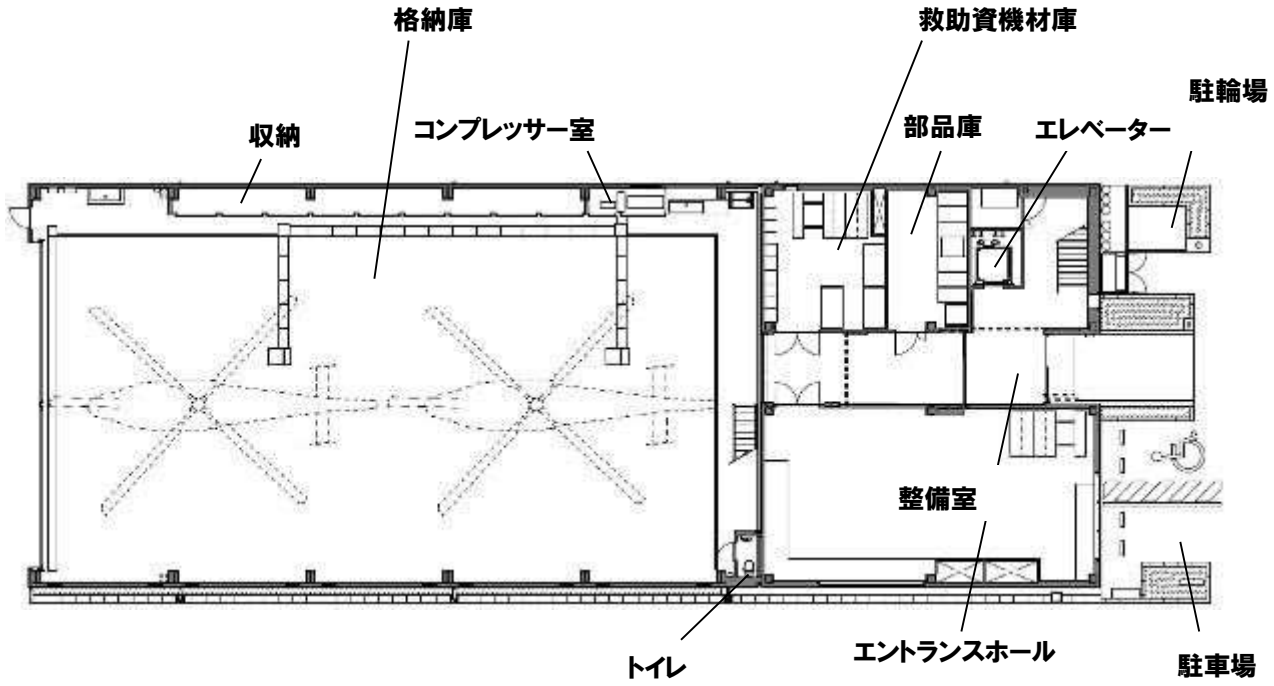 格納庫
救助資機材庫
駐輪場
収納
コンプレッサー室
部品庫
エレベーター
整備室
トイレ
エントランスホール
駐車場